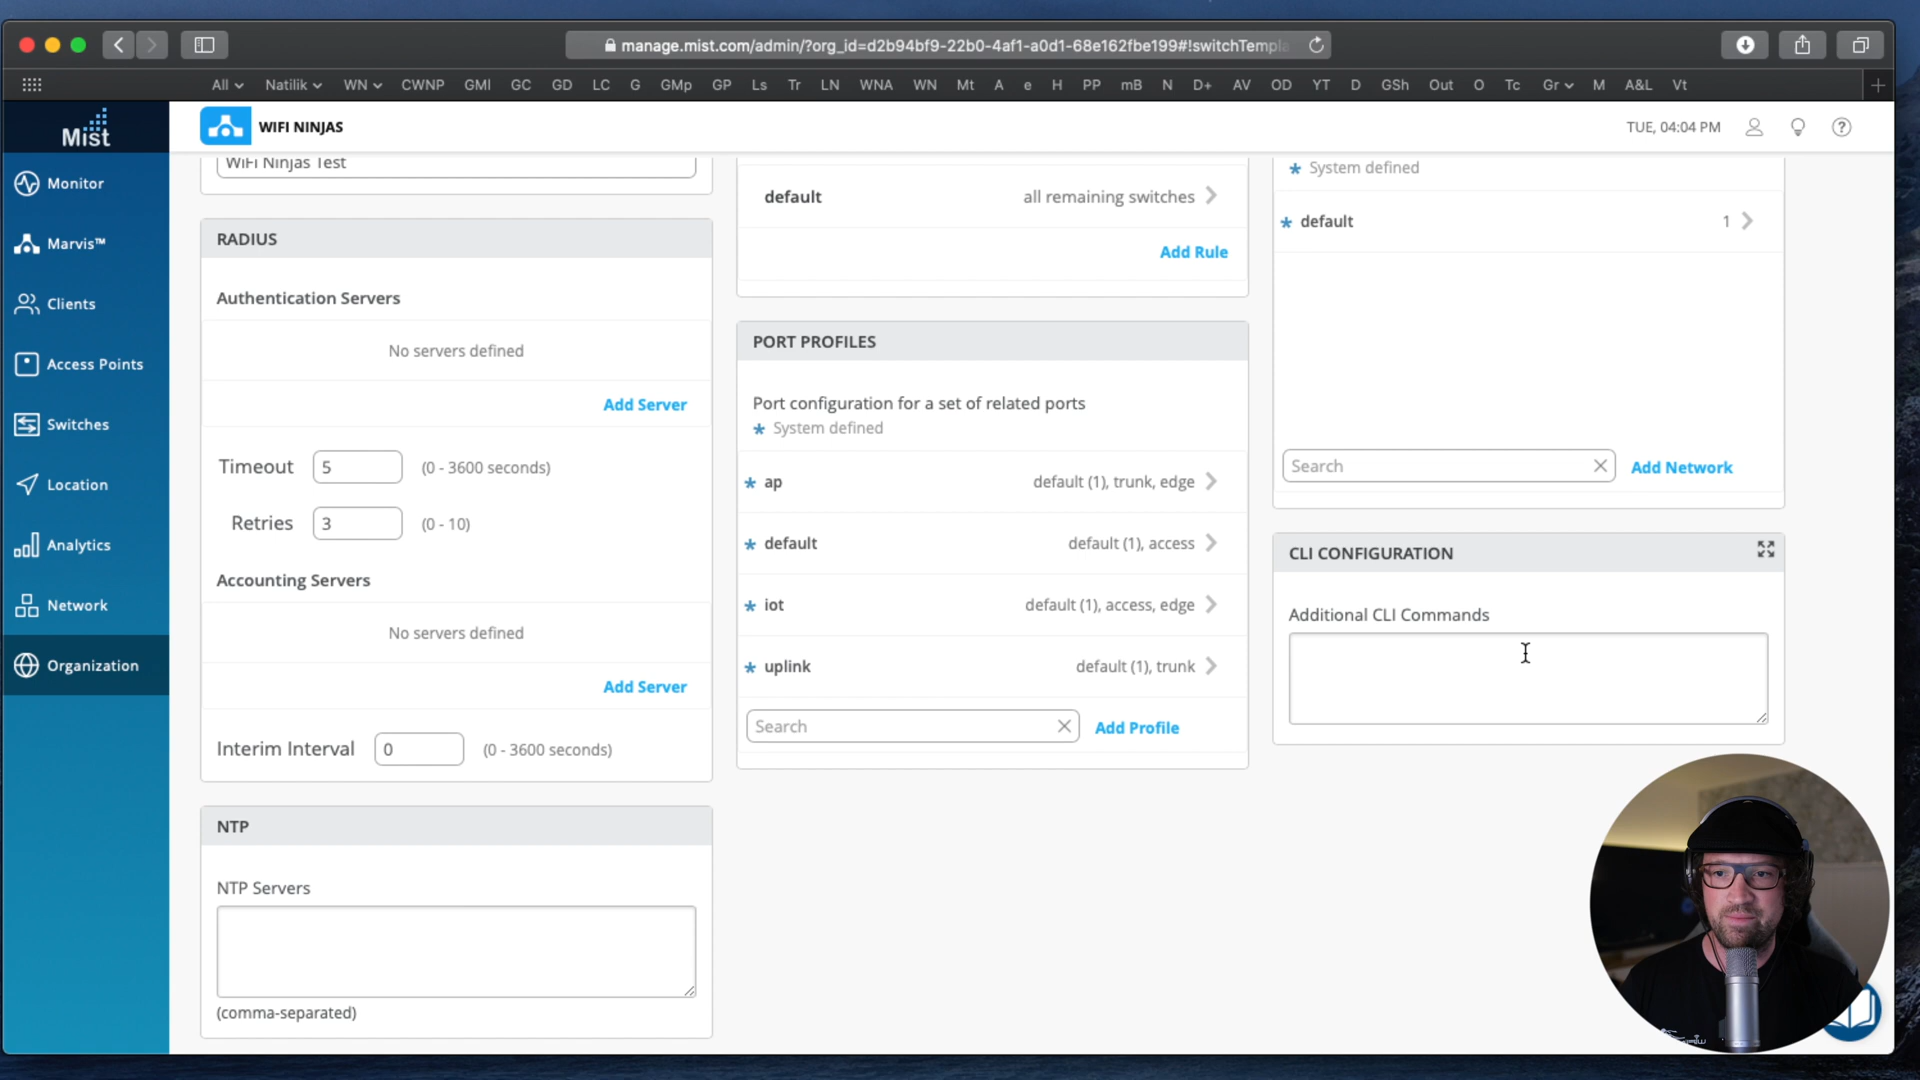 manage.mist.com/admin/?org_id=d2b94bf9-22b0-4af1-a0d1-68e162fbe199#!switchTempl
All
Natilik
WN
CWNP
GMI
GC
GD
LC
G
GMp
GP
Ls
Tr
LN
WNA
WN
Mt
A
e
H
PP
mB
N
D+
AV
OD
YT
D
GSh
Out
O
Tc
Gr
M
A&L
Vt
Mist
WIFI NINJAS
TUE, 04:04 PM
Monitor
Marvis™
Clients
Access Points
Switches
Location
Analytics
Network
Organization
WiFi Ninjas Test
RADIUS
Authentication Servers
No servers defined
Add Server
Timeout 5 (0 - 3600 seconds)
Retries 3 (0 - 10)
Accounting Servers
No servers defined
Add Server
Interim Interval 0 (0 - 3600 seconds)
NTP
NTP Servers
(comma-separated)
default all remaining switches
Add Rule
PORT PROFILES
Port configuration for a set of related ports
* System defined
* ap default (1), trunk, edge
* default default (1), access
* iot default (1), access, edge
* uplink default (1), trunk
Search Add Profile
* System defined
* default 1
Search Add Network
CLI CONFIGURATION
Additional CLI Commands